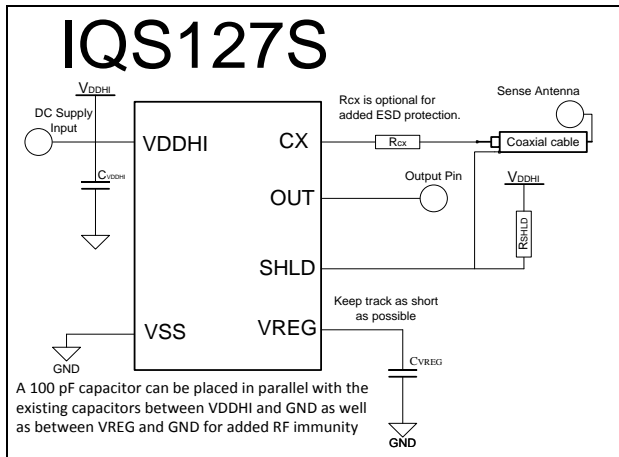 IQS127S
VDDHI
DC Supply
Input
CVDDHI
VDDHI
VSS
GND
CX
OUT
SHLD
VREG
Rcx is optional for
added ESD protection.
RCX
Sense Antenna
Coaxial cable
Output Pin
VDDHI
RSHLD
Keep track as short
as possible
CVREG
GND
A 100 pF capacitor can be placed in parallel with the
existing capacitors between VDDHI and GND as well
as between VREG and GND for added RF immunity